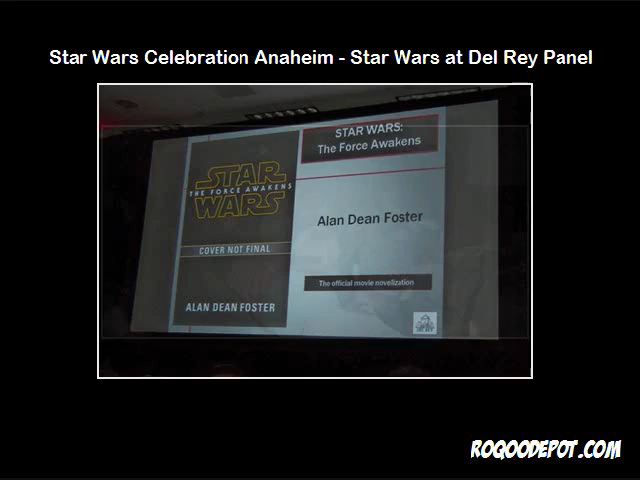 Star Wars Celebration Anaheim - Star Wars at Del Rey Panel
STAR
THE FORCE AWAKENS
WARS
COVER NOT FINAL
ALAN DEAN FOSTER
STAR WARS:
The Force Awakens
Alan Dean Foster
The official movie novelization
ROQOODEPOT.COM